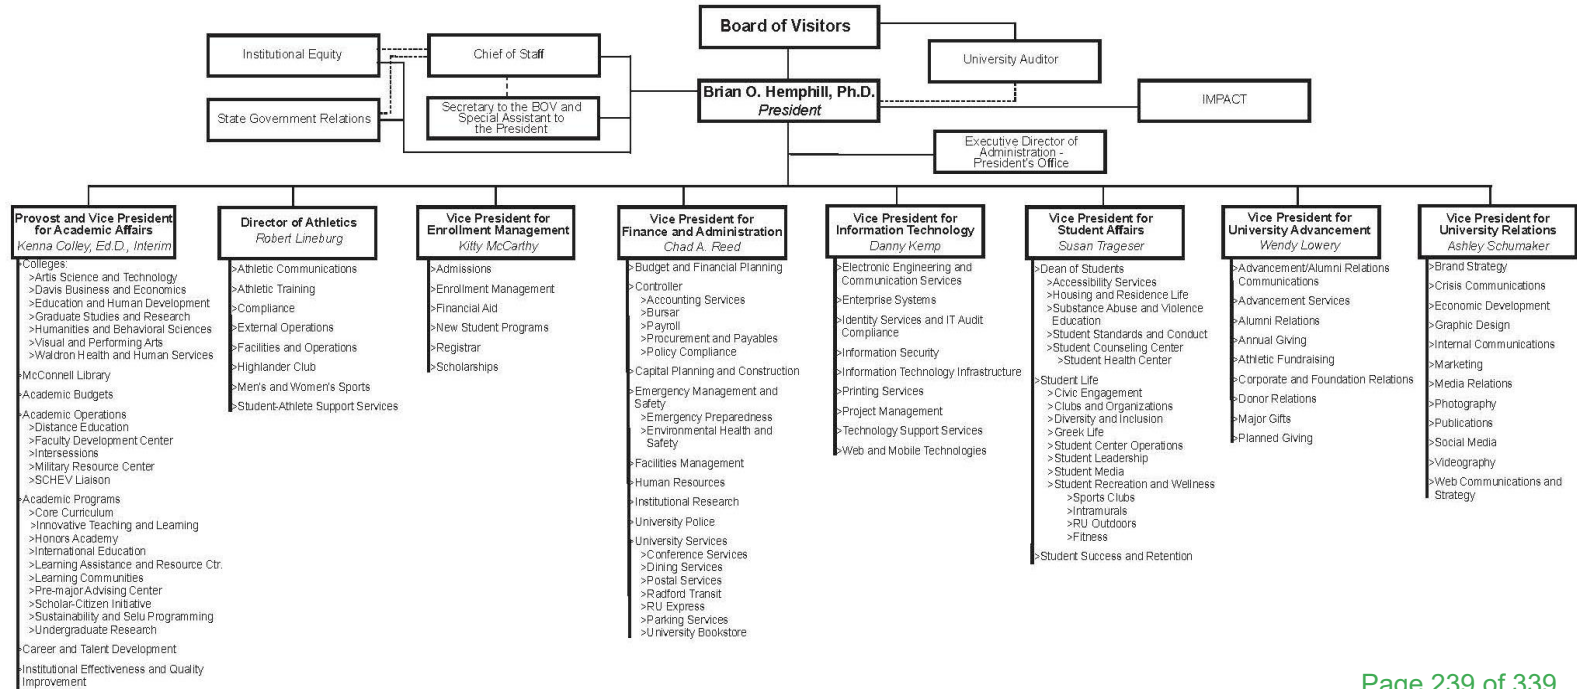 Board of Visitors
Institutional Equity
Chief of Staff
University Auditor
State Government Relations
Secretary to the BOV and
Special Assistant to
the President
Brian O. Hemphill, Ph.D.
President
IMPACT
Executive Director of
Administration -
President's Office
Provost and Vice President
for Academic Affairs
Kenna Colley, Ed.D., Interim
>Colleges:
>Artis Science and Technology
>Davis Business and Economics
>Education and Human Development
>Graduate Studies and Research
>Humanities and Behavioral Sciences
>Visual and Performing Arts
>Waldron Health and Human Services
>McConnell Library
>Academic Budgets
>Academic Operations
>Distance Education
>Faculty Development Center
>Intersessions
>Military Resource Center
>SCHEV Liaison
>Academic Programs
>Core Curriculum
>Innovative Teaching and Learning
>Honors Academy
>International Education
>Learning Assistance and Resource Ctr.
>Learning Communities
>Pre-major Advising Center
>Scholar-Citizen Initiative
>Sustainability and Selu Programming
>Undergraduate Research
>Career and Talent Development
>Institutional Effectiveness and Quality
Improvement
Director of Athletics
Robert Lineburg
>Athletic Communications
>Athletic Training
>Compliance
>External Operations
>Facilities and Operations
>Highlander Club
>Men's and Women's Sports
>Student-Athlete Support Services
Vice President for
Enrollment Management
Kitty McCarthy
>Admissions
>Enrollment Management
>Financial Aid
>New Student Programs
>Registrar
>Scholarships
Vice President for
Finance and Administration
Chad A. Reed
>Budget and Financial Planning
>Controller
>Accounting Services
>Bursar
>Payroll
>Procurement and Payables
>Policy Compliance
>Capital Planning and Construction
>Emergency Management and
Safety
>Emergency Preparedness
>Environmental Health and
Safety
>Facilities Management
>Human Resources
>Institutional Research
>University Police
>University Services
>Conference Services
>Dining Services
>Postal Services
>Radford Transit
>RU Express
>Parking Services
>University Bookstore
Vice President for
Information Technology
Danny Kemp
>Electronic Engineering and
Communication Services
>Enterprise Systems
>Identity Services and IT Audit
Compliance
>Information Security
>Information Technology Infrastructure
>Printing Services
>Project Management
>Technology Support Services
>Web and Mobile Technologies
Vice President for
Student Affairs
Susan Trageser
>Dean of Students
>Accessibility Services
>Housing and Residence Life
>Substance Abuse and Violence
Education
>Student Standards and Conduct
>Student Counseling Center
>Student Health Center
>Student Life
>Civic Engagement
>Clubs and Organizations
>Diversity and Inclusion
>Greek Life
>Student Center Operations
>Student Leadership
>Student Media
>Student Recreation and Wellness
>Sports Clubs
>Intramurals
>RU Outdoors
>Fitness
>Student Success and Retention
Vice President for
University Advancement
Wendy Lowery
>Advancement/Alumni Relations
Communications
>Advancement Services
>Alumni Relations
>Annual Giving
>Athletic Fundraising
>Corporate and Foundation Relations
>Donor Relations
>Major Gifts
>Planned Giving
Vice President for
University Relations
Ashley Schumaker
>Brand Strategy
>Crisis Communications
>Economic Development
>Graphic Design
>Internal Communications
>Marketing
>Media Relations
>Photography
>Publications
>Social Media
>Videography
>Web Communications and
Strategy
Page 239 of 339